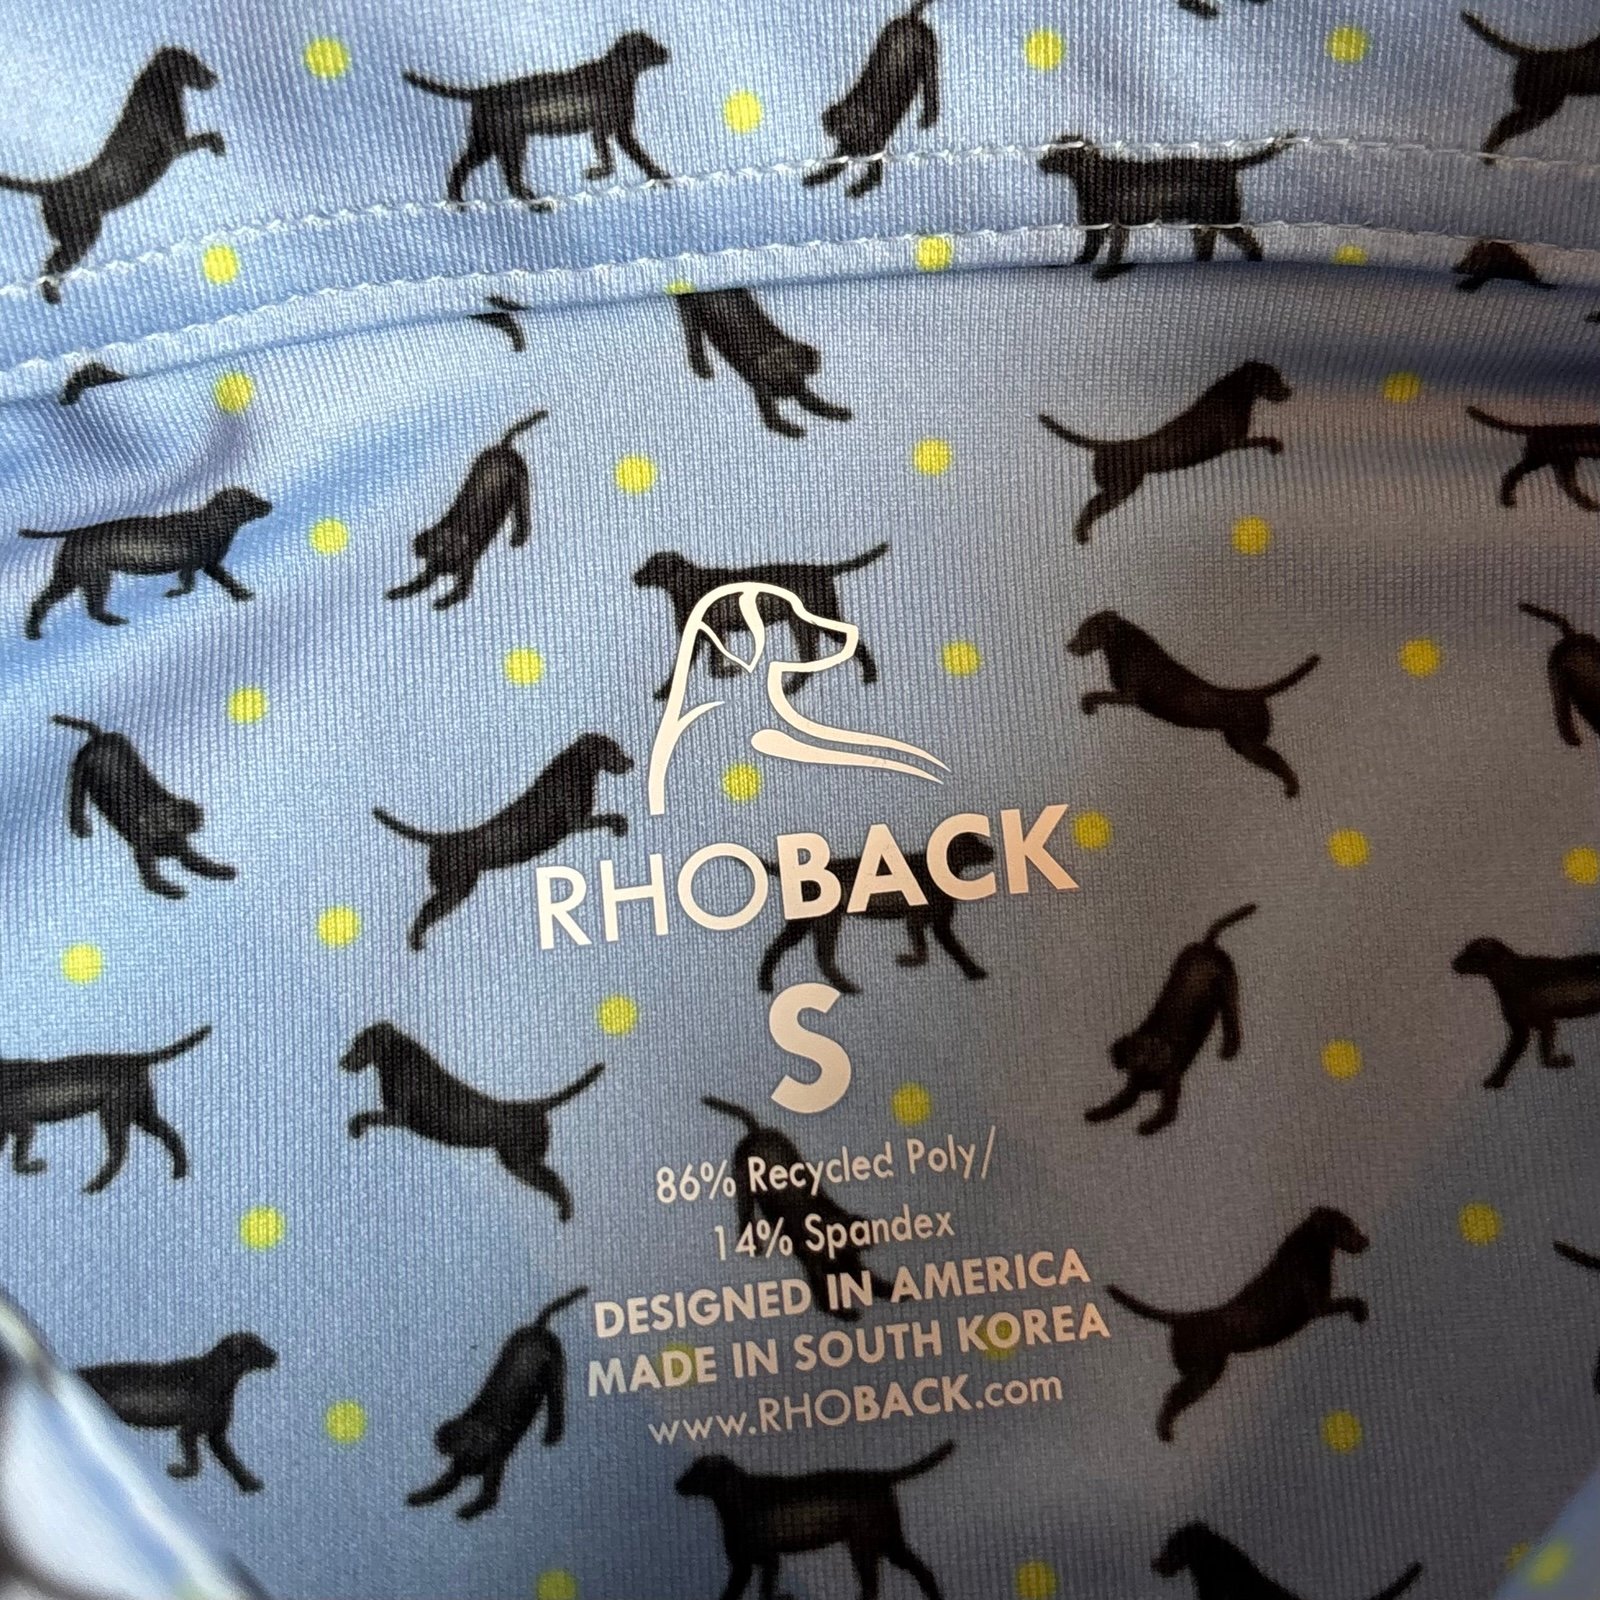 RHOBACK
S
86% Recycled Poly/
14% Spandex
DESIGNED IN AMERICA
MADE IN SOUTH KOREA
www.RHOBACK.com